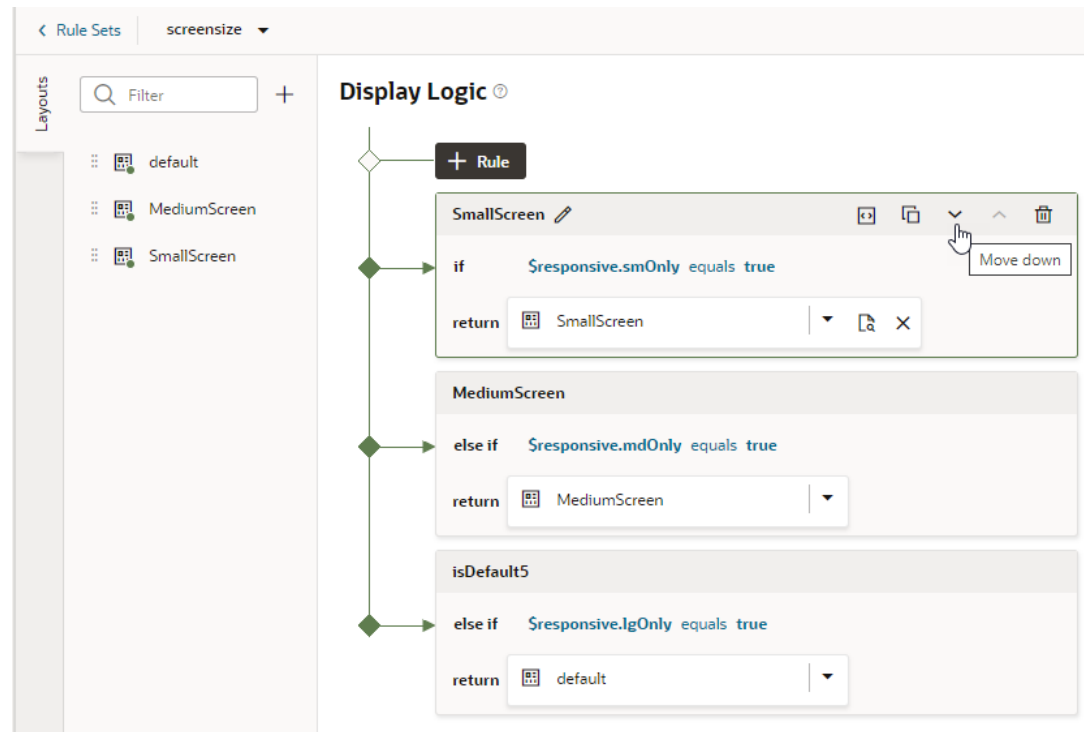 Rule Sets screensize
Layouts
Filter
default
MediumScreen
SmallScreen
Display Logic
Rule
SmallScreen
Move down
if $responsive.smOnly equals true
return SmallScreen
MediumScreen
else if $responsive.mdOnly equals true
return MediumScreen
isDefault5
else if $responsive.lgOnly equals true
return default